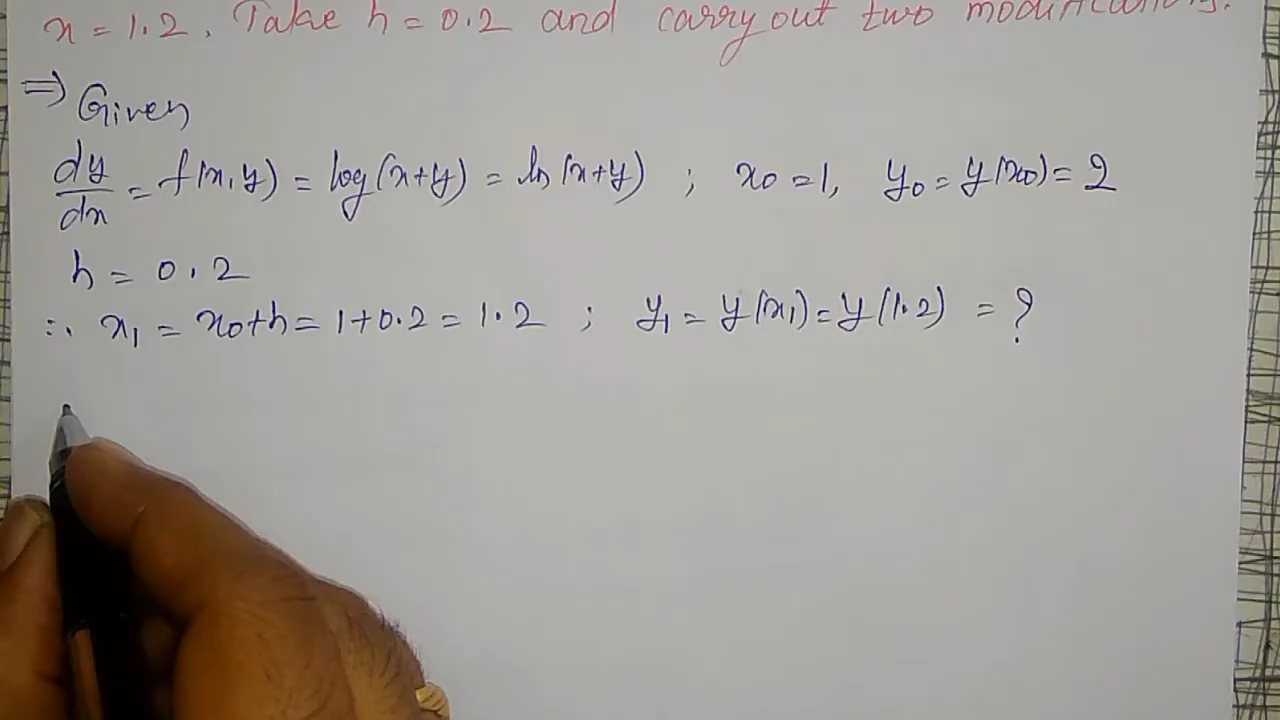 x = 1.2. Take h = 0.2 and carry out two modifications.
⇒ Given
dy/dx = f(x,y) = log(x+y) = ln(x+y) ; x0 = 1, y0 = y(x0) = 2
h = 0.2
∴ x1 = x0+h = 1+0.2 = 1.2 ; y1 = y(x1) = y(1.2) = ?